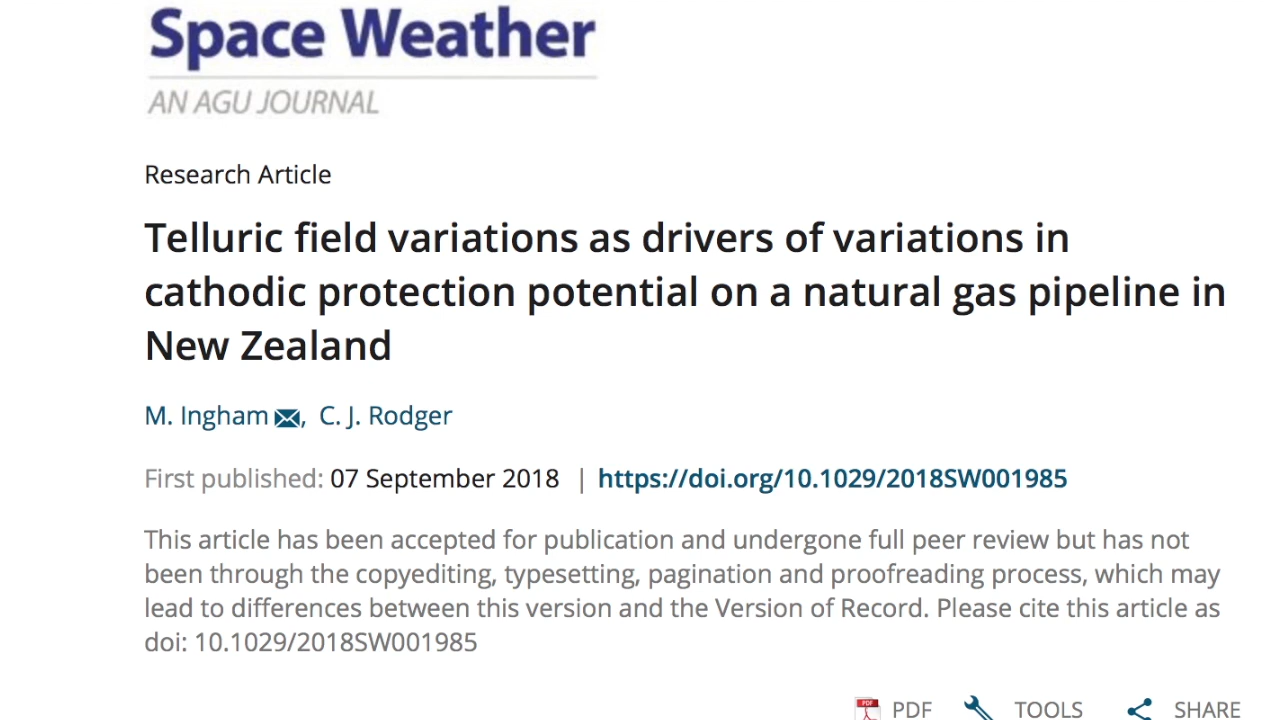 Space Weather
AN AGU JOURNAL
Research Article
Telluric field variations as drivers of variations in
cathodic protection potential on a natural gas pipeline in
New Zealand
M. Ingham, C. J. Rodger
First published: 07 September 2018 | https://doi.org/10.1029/2018SW001985
This article has been accepted for publication and undergone full peer review but has not
been through the copyediting, typesetting, pagination and proofreading process, which may
lead to differences between this version and the Version of Record. Please cite this article as
doi: 10.1029/2018SW001985
PDF PDF TOOLS SHARE